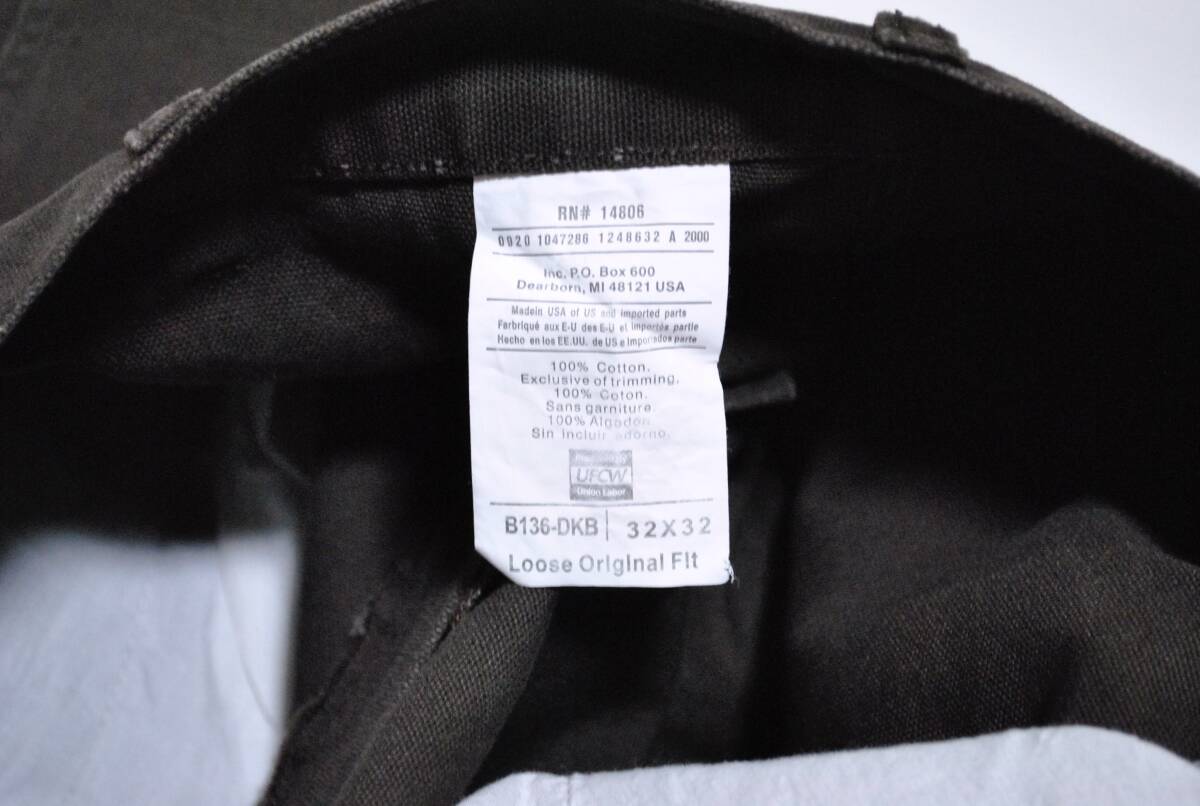 RN# 14806
0920 1047286 1248632 A 2000
Inc. P.O. Box 600
Dearborn, MI 48121 USA
Madein USA of US and imported parts
Farbriqué aux E-U des E-U et importés partie
Hecho en los EE.UU. de US e importados parte
100% Cotton.
Exclusive of trimming.
100% Coton.
Sans garniture.
100% Algodon.
Sin incluir adorno.
UFCW
Union Labor
B136-DKB 32X32
Loose Original Fit